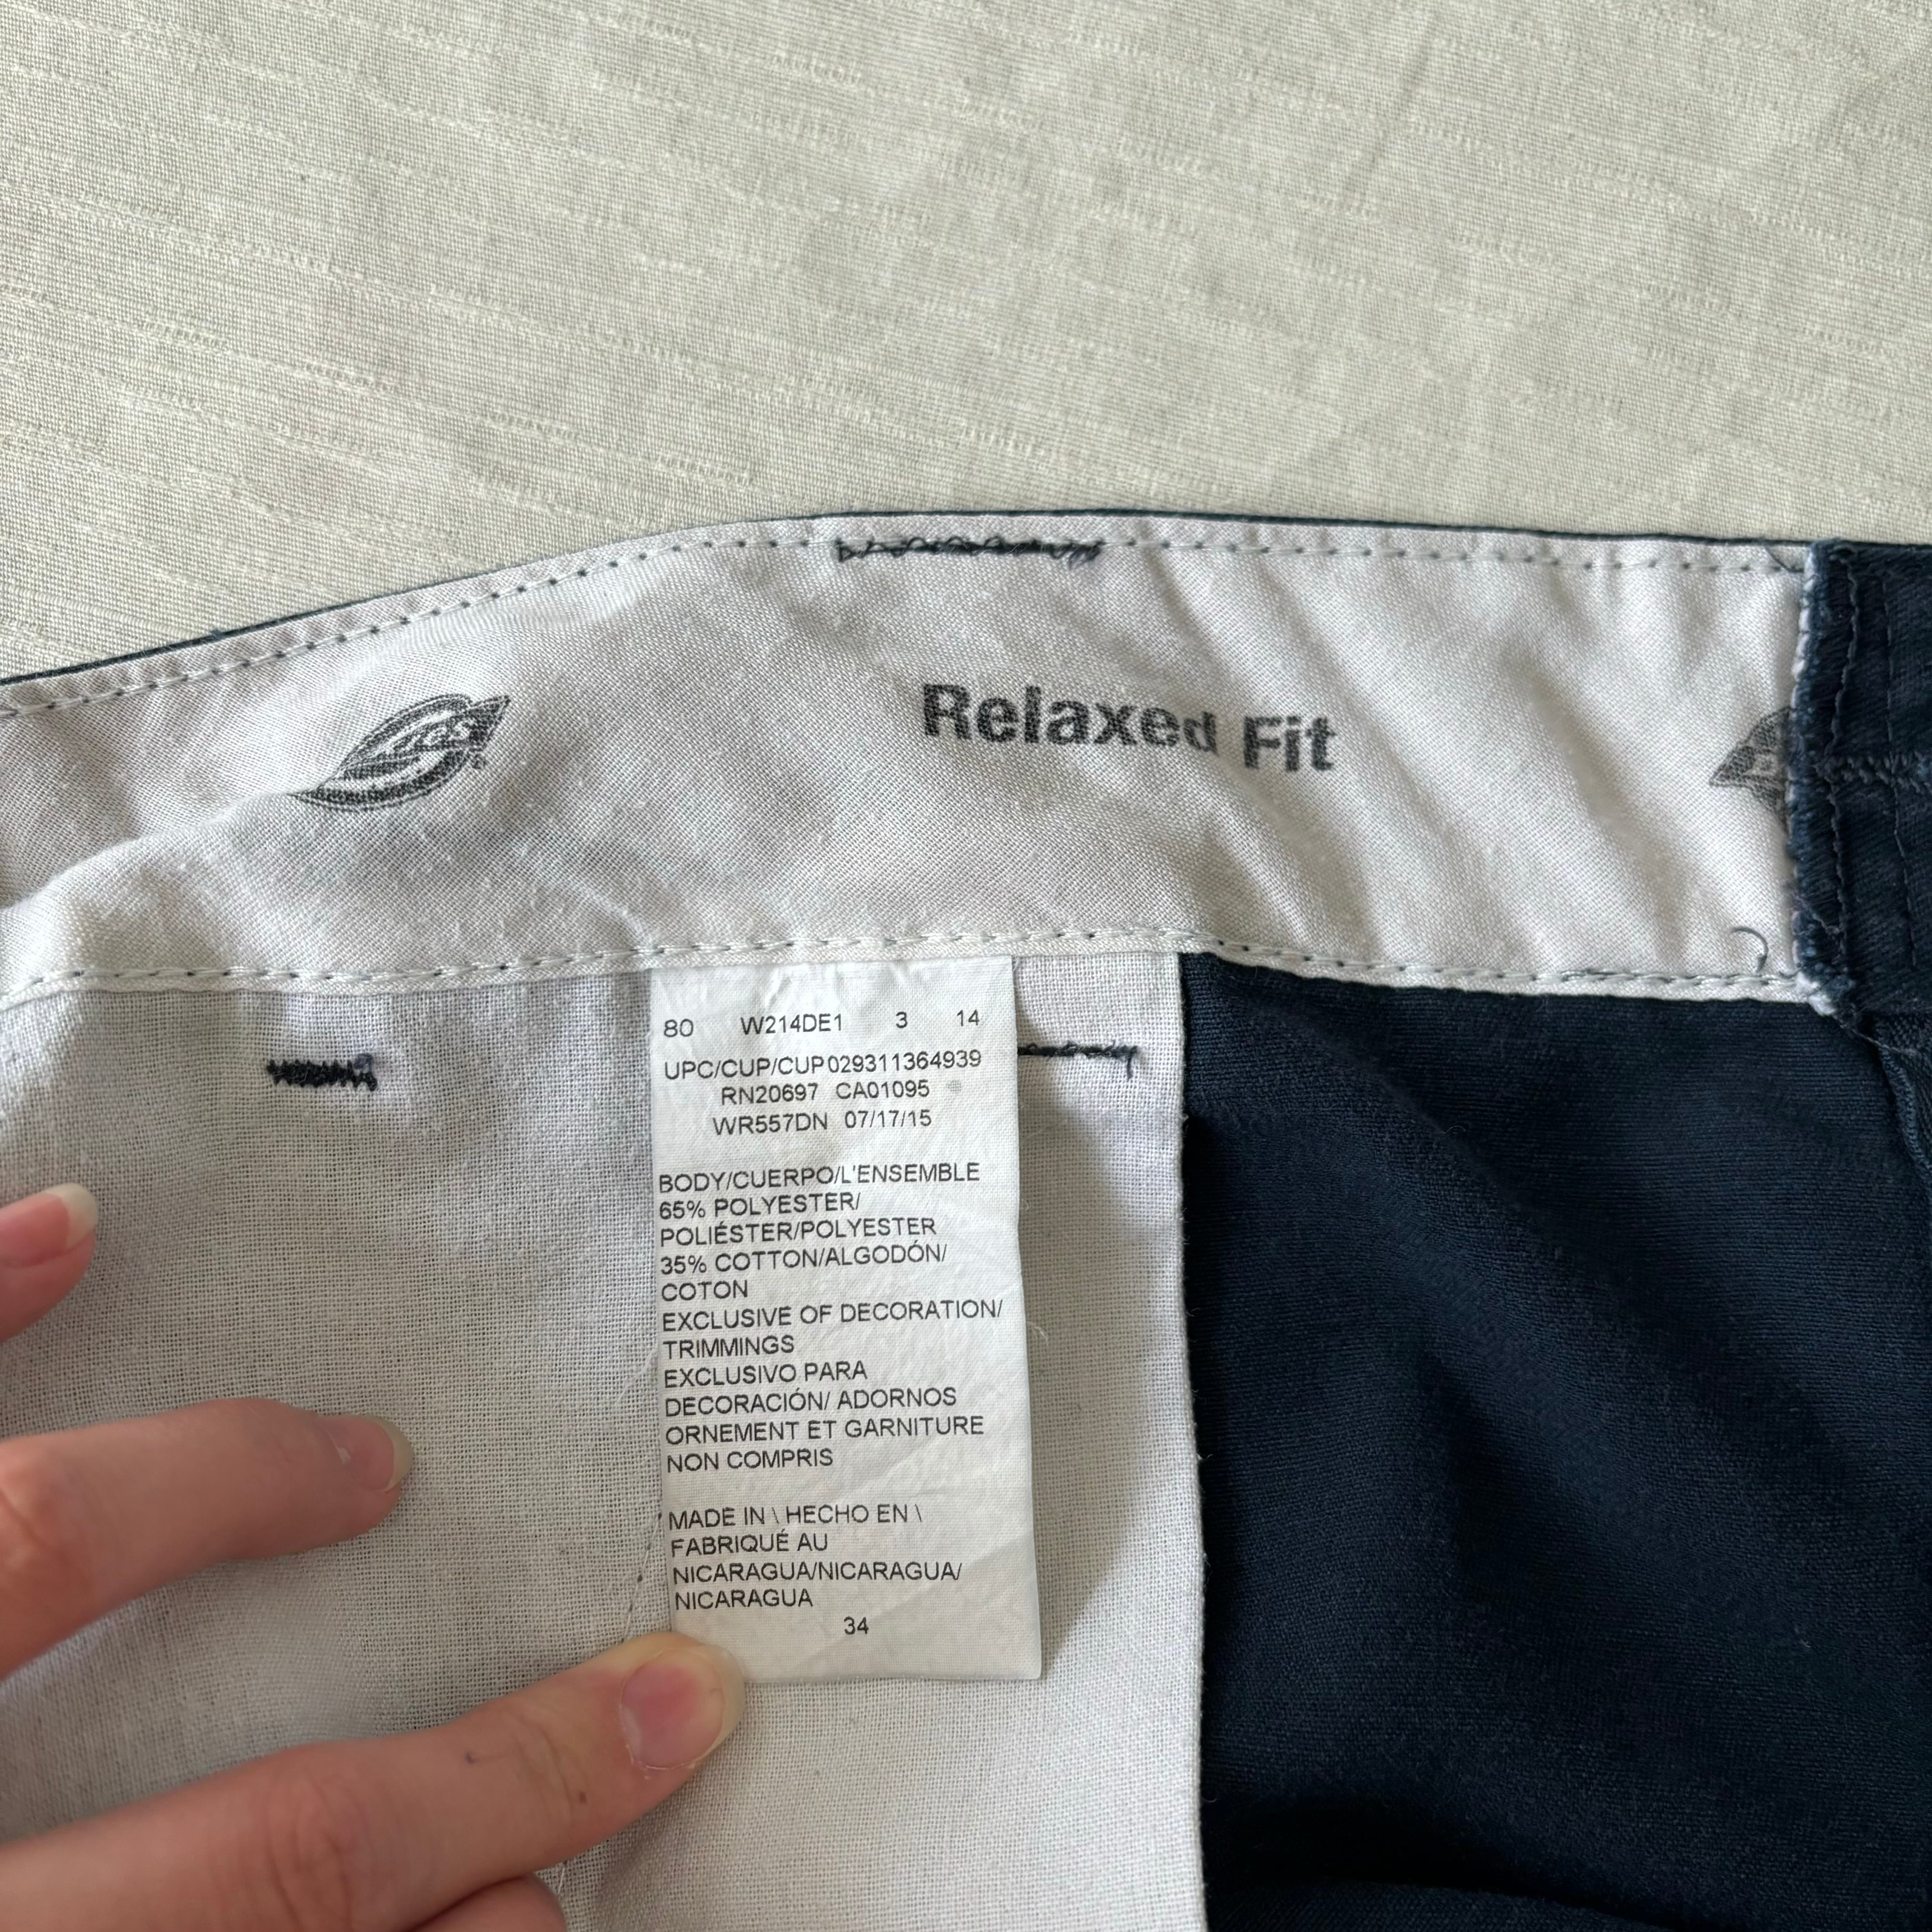 Dickies
Relaxed Fit
80 W214DE1 3 14
UPC/CUP/CUP029311364939
RN20697 CA01095
WR557DN 07/17/15
BODY/CUERPO/L'ENSEMBLE
65% POLYESTER/
POLIÉSTER/POLYESTER
35% COTTON/ALGODÓN/
COTON
EXCLUSIVE OF DECORATION/
TRIMMINGS
EXCLUSIVO PARA
DECORACIÓN/ ADORNOS
ORNEMENT ET GARNITURE
NON COMPRIS
MADE IN \ HECHO EN \
FABRIQUÉ AU
NICARAGUA/NICARAGUA/
NICARAGUA
34